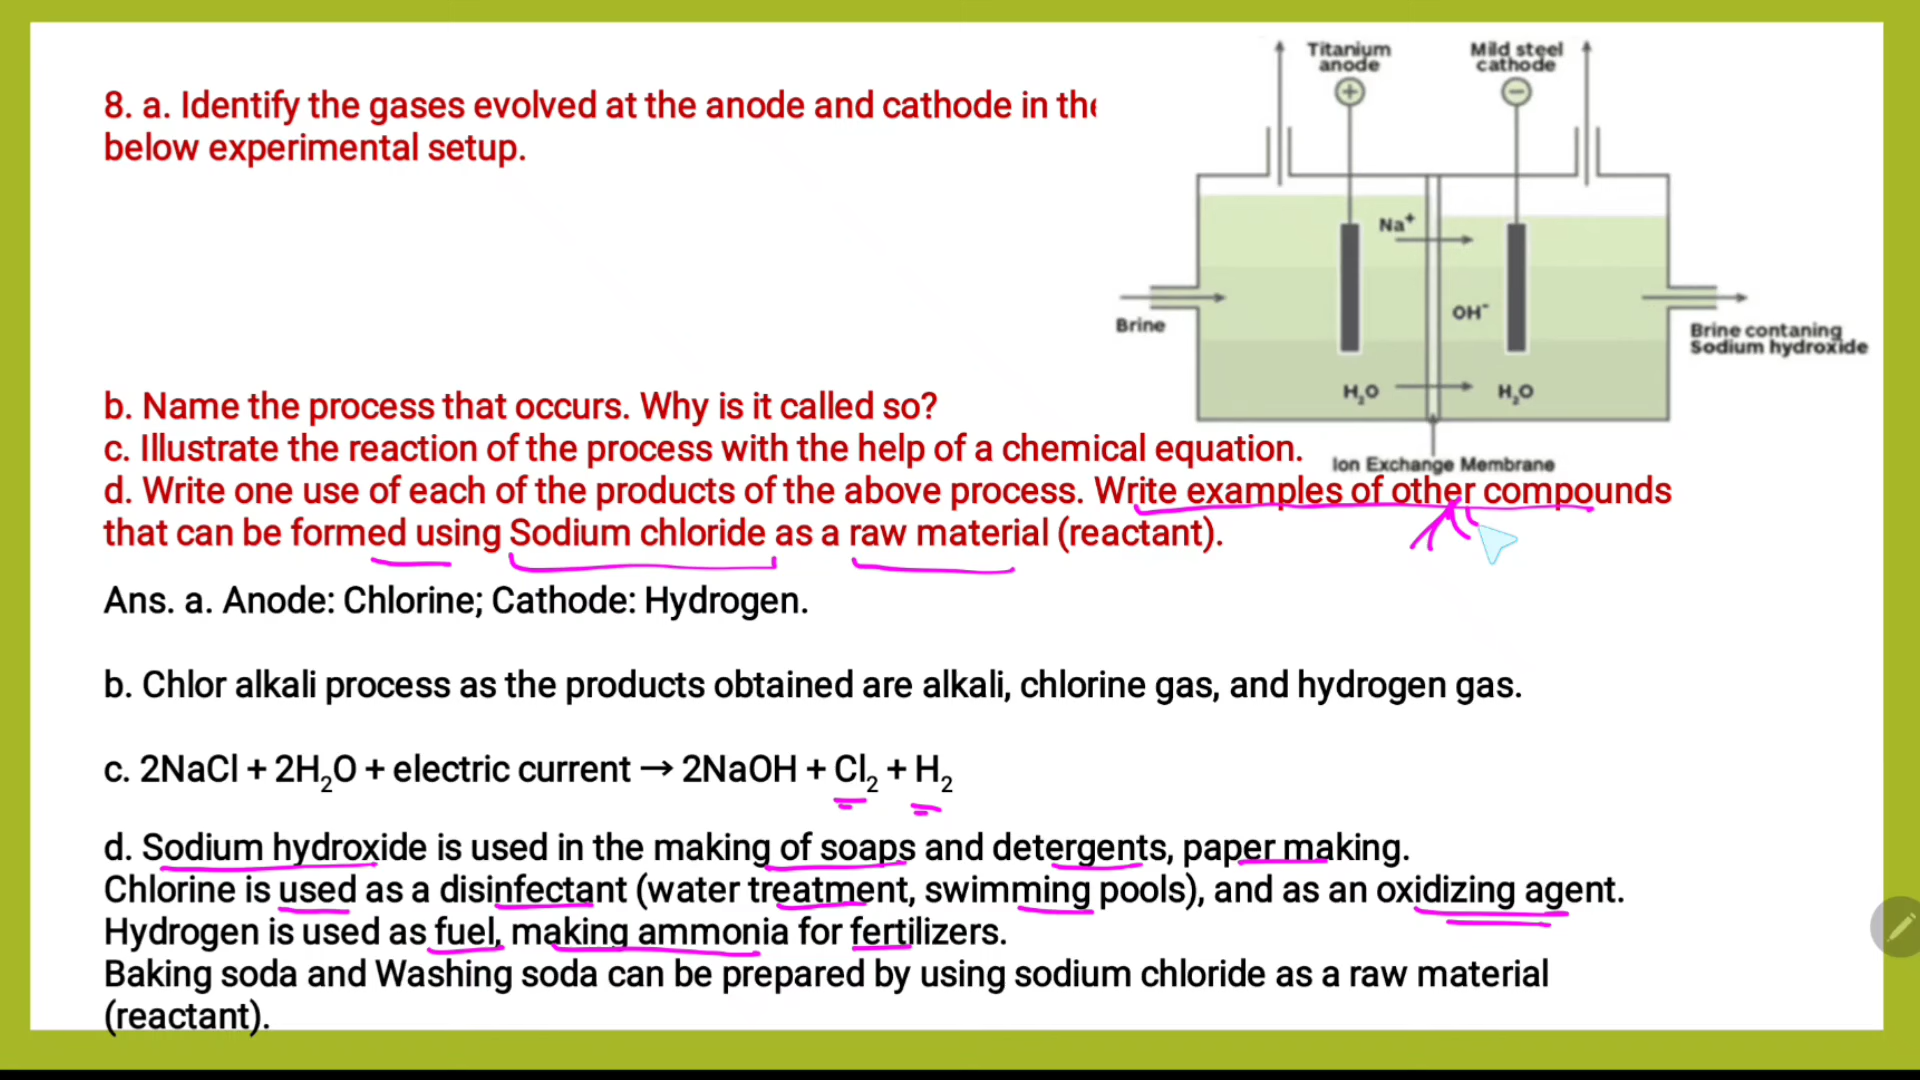 8. a. Identify the gases evolved at the anode and cathode in the
below experimental setup.
Titanium
anode
Mild steel
cathode
+
−
Na⁺
OH⁻
Brine
Brine contaning
Sodium hydroxide
H₂O
H₂O
Ion Exchange Membrane
b. Name the process that occurs. Why is it called so?
c. Illustrate the reaction of the process with the help of a chemical equation.
d. Write one use of each of the products of the above process. Write examples of other compounds
that can be formed using Sodium chloride as a raw material (reactant).
Ans. a. Anode: Chlorine; Cathode: Hydrogen.
b. Chlor alkali process as the products obtained are alkali, chlorine gas, and hydrogen gas.
c. 2NaCl + 2H₂O + electric current → 2NaOH + Cl₂ + H₂
d. Sodium hydroxide is used in the making of soaps and detergents, paper making.
Chlorine is used as a disinfectant (water treatment, swimming pools), and as an oxidizing agent.
Hydrogen is used as fuel, making ammonia for fertilizers.
Baking soda and Washing soda can be prepared by using sodium chloride as a raw material
(reactant).